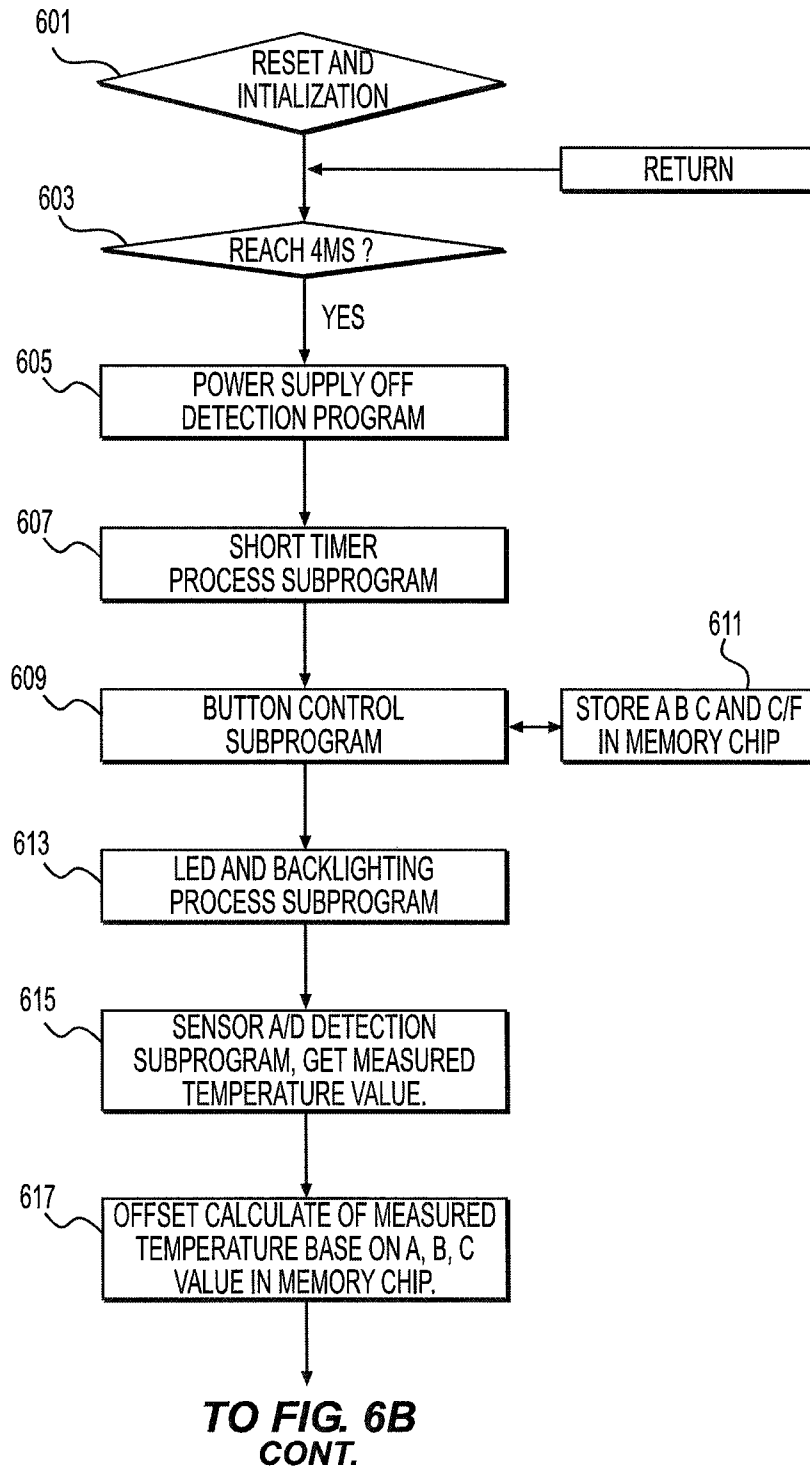 601
RESET AND
INTIALIZATION
RETURN
603
REACH 4MS ?
YES
605
POWER SUPPLY OFF
DETECTION PROGRAM
607
SHORT TIMER
PROCESS SUBPROGRAM
611
609
BUTTON CONTROL
SUBPROGRAM
STORE A B C AND C/F
IN MEMORY CHIP
613
LED AND BACKLIGHTING
PROCESS SUBPROGRAM
615
SENSOR A/D DETECTION
SUBPROGRAM, GET MEASURED
TEMPERATURE VALUE.
617
OFFSET CALCULATE OF MEASURED
TEMPERATURE BASE ON A, B, C
VALUE IN MEMORY CHIP.
TO FIG. 6B
CONT.